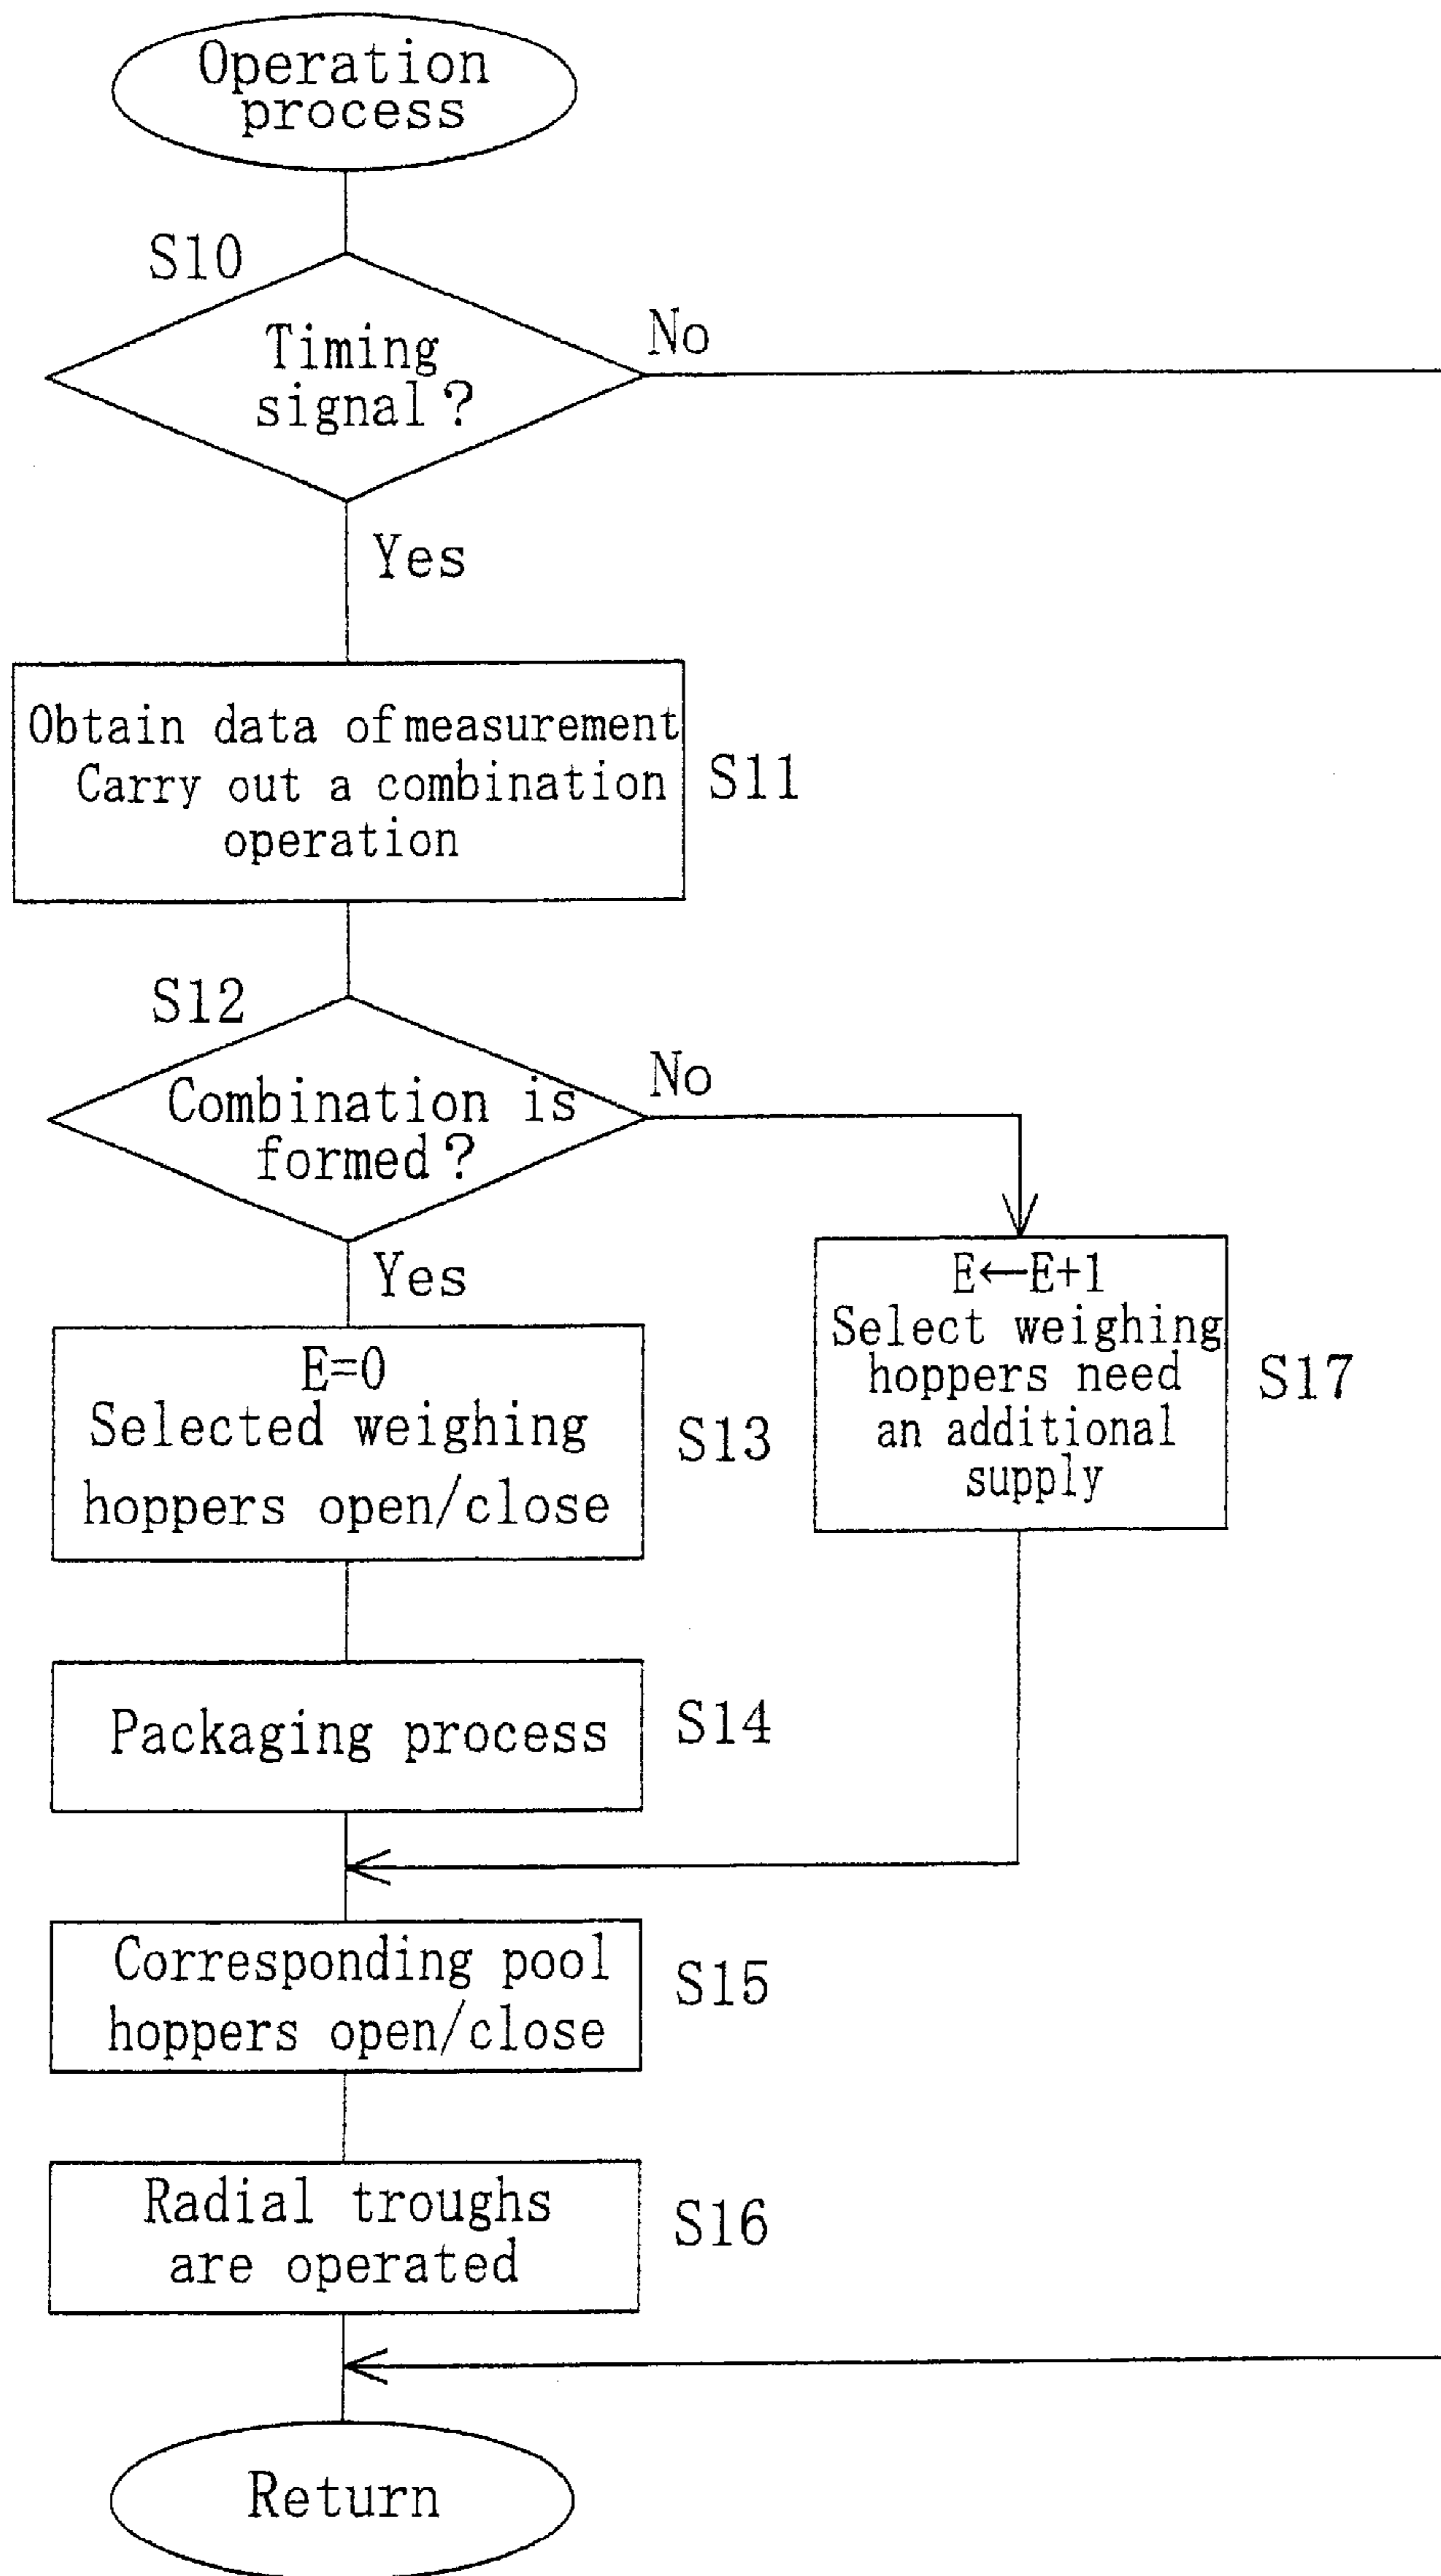 Operation
process
S10
Timing
signal?
No
Yes
Obtain data of measurement
Carry out a combination
operation
S11
S12
Combination is
formed?
No
Yes
E=0
Selected weighing
hoppers open/close
S13
E←E+1
Select weighing
hoppers need
an additional
supply
S17
Packaging process
S14
Corresponding pool
hoppers open/close
S15
Radial troughs
are operated
S16
Return